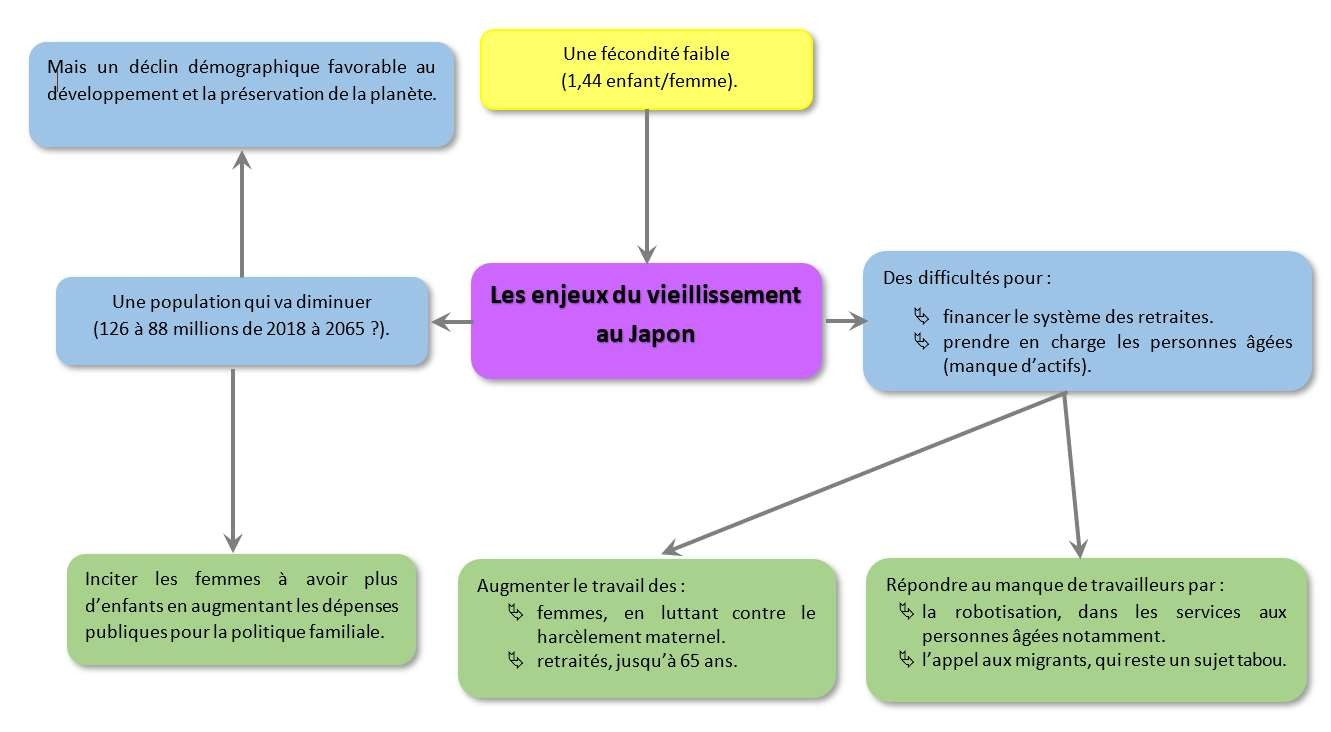 Mais un déclin démographique favorable au
développement et la préservation de la planète.
Une fécondité faible
(1,44 enfant/femme).
Une population qui va diminuer
(126 à 88 millions de 2018 à 2065 ?).
Les enjeux du vieillissement
au Japon
Des difficultés pour :
financer le système des retraites.
prendre en charge les personnes âgées
(manque d’actifs).
Inciter les femmes à avoir plus
d’enfants en augmentant les dépenses
publiques pour la politique familiale.
Augmenter le travail des :
femmes, en luttant contre le
harcèlement maternel.
retraités, jusqu’à 65 ans.
Répondre au manque de travailleurs par :
la robotisation, dans les services aux
personnes âgées notamment.
l’appel aux migrants, qui reste un sujet tabou.